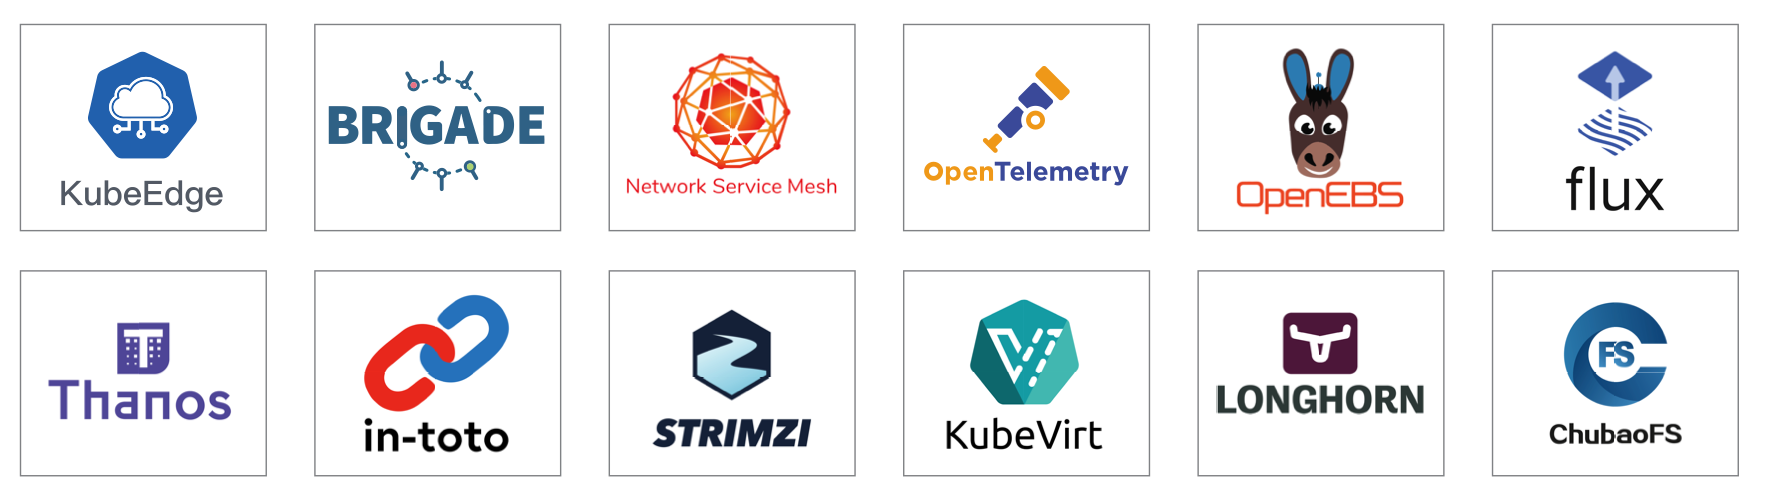 KubeEdge
BRIGADE
Network Service Mesh
OpenTelemetry
OpenEBS
flux
T
Thanos
in-toto
STRIMZI
KubeVirt
LONGHORN
FS
ChubaoFS